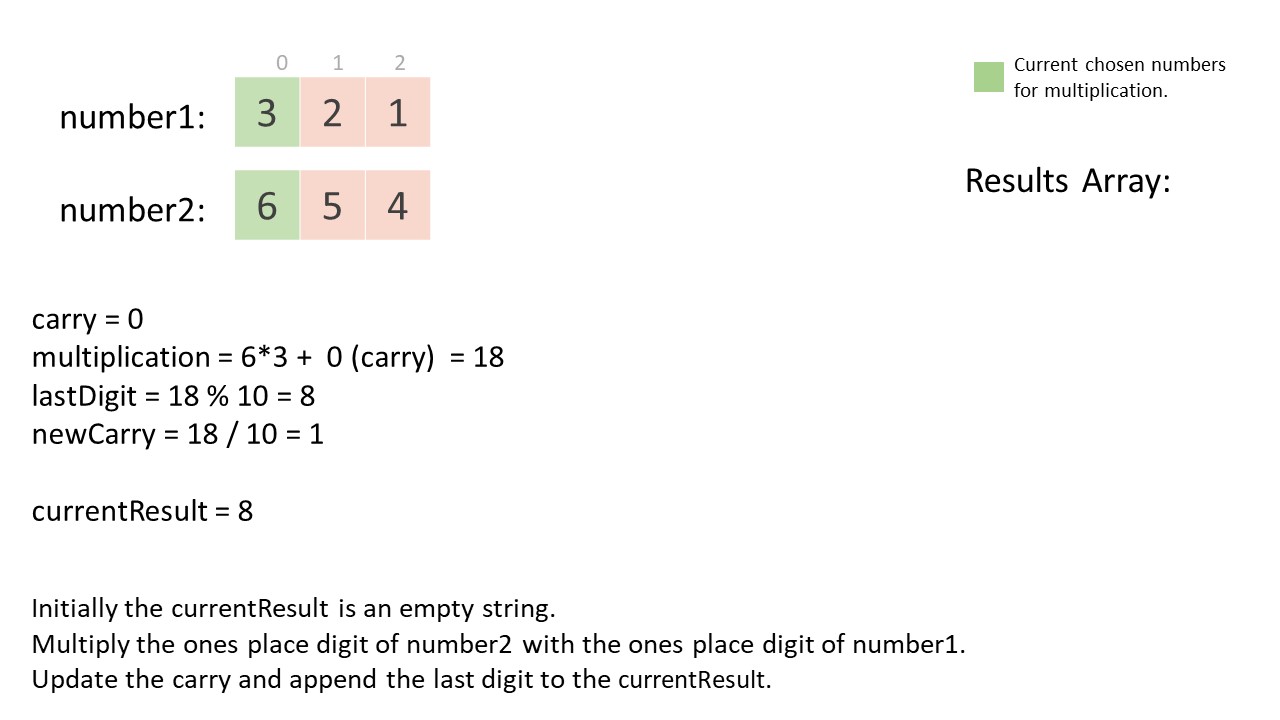 0 1 2
number1: 3 2 1
number2: 6 5 4
Current chosen numbers
for multiplication.
Results Array:
carry = 0
multiplication = 6*3 + 0 (carry) = 18
lastDigit = 18 % 10 = 8
newCarry = 18 / 10 = 1
currentResult = 8
Initially the currentResult is an empty string.
Multiply the ones place digit of number2 with the ones place digit of number1.
Update the carry and append the last digit to the currentResult.